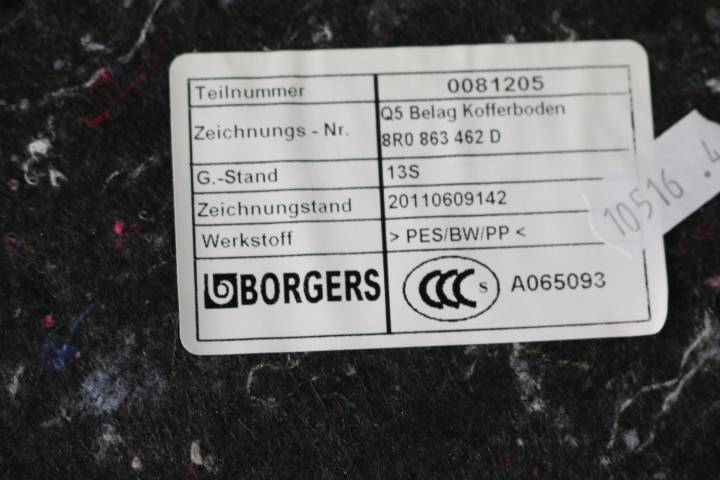 Teilnummer 0081205
Zeichnungs - Nr. Q5 Belag Kofferboden
8R0 863 462 D
G.-Stand 13S
Zeichnungstand 20110609142
Werkstoff > PES/BW/PP <
BORGERS CCC S A065093
10516 .4